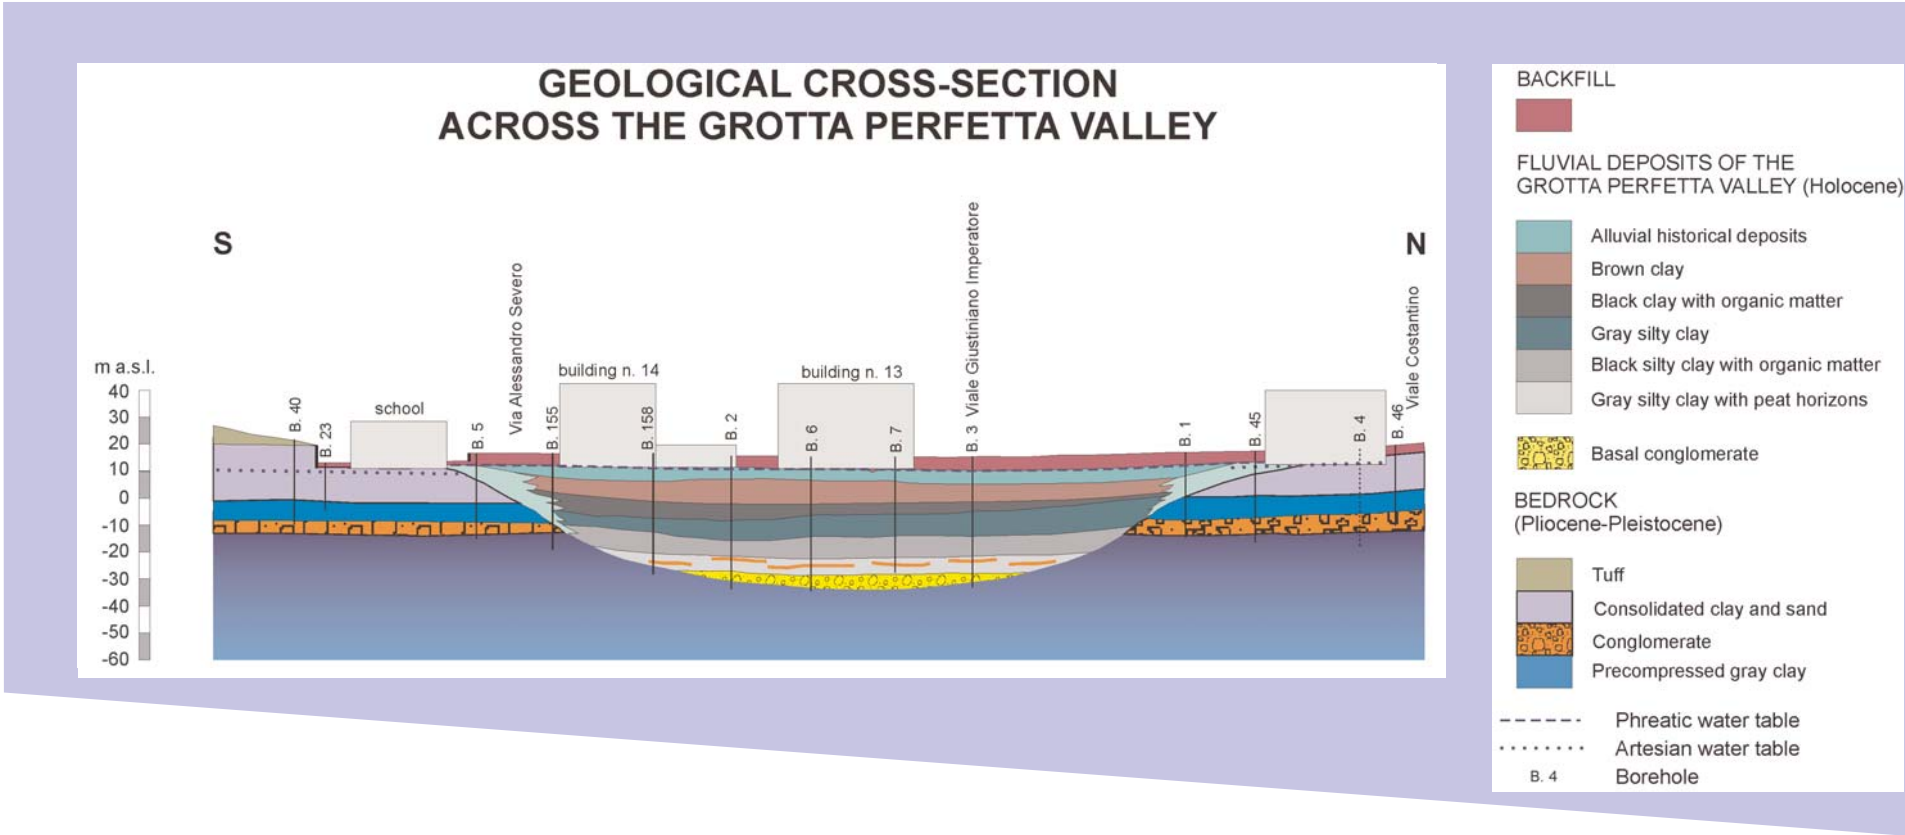 GEOLOGICAL CROSS-SECTION
ACROSS THE GROTTA PERFETTA VALLEY
S
N
m a.s.l.
40
30
20
10
0
-10
-20
-30
-40
-50
-60
B. 40
B. 23
school
B. 5
Via Alessandro Severo
B. 155
building n. 14
B. 158
B. 2
building n. 13
B. 6
B. 7
B. 3 Viale Giustiniano Imperatore
B. 1
B. 45
B. 4
B. 46
Viale Costantino
BACKFILL
FLUVIAL DEPOSITS OF THE
GROTTA PERFETTA VALLEY (Holocene)
Alluvial historical deposits
Brown clay
Black clay with organic matter
Gray silty clay
Black silty clay with organic matter
Gray silty clay with peat horizons
Basal conglomerate
BEDROCK
(Pliocene-Pleistocene)
Tuff
Consolidated clay and sand
Conglomerate
Precompressed gray clay
Phreatic water table
Artesian water table
B. 4 Borehole